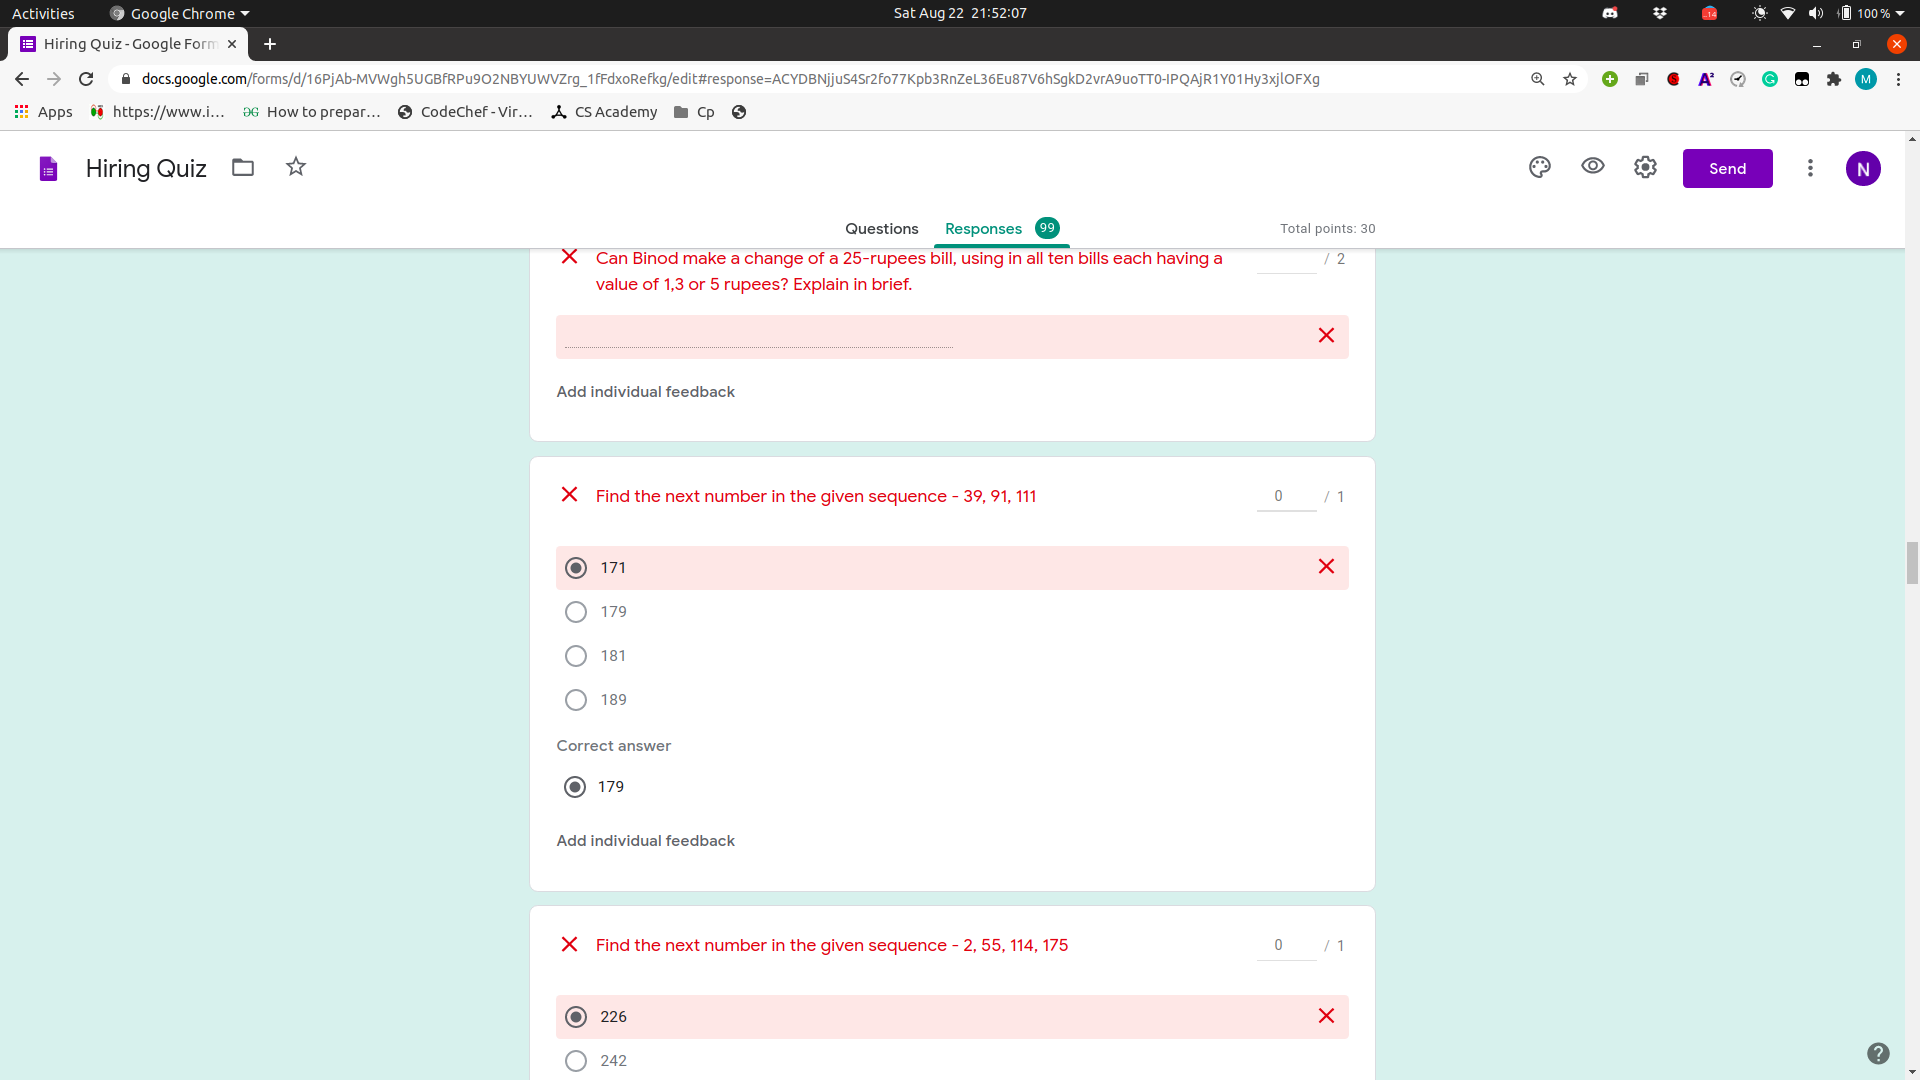 Activities
Google Chrome
Sat Aug 22 21:52:07
14
100 %
Hiring Quiz - Google Form
docs.google.com/forms/d/16PjAb-MVWgh5UGBfRPu9O2NBYUWVZrg_1fFdxoRefkg/edit#response=ACYDBNjjuS4Sr2fo77Kpb3RnZeL36Eu87V6hSgkD2vrA9uoTT0-IPQAjR1Y01Hy3xjlOFXg
M
Apps
https://www.i...
How to prepar...
CodeChef - Vir...
CS Academy
Cp
Hiring Quiz
Send
N
Questions
Responses
99
Total points: 30
Can Binod make a change of a 25-rupees bill, using in all ten bills each having a
value of 1,3 or 5 rupees? Explain in brief.
/ 2
Add individual feedback
Find the next number in the given sequence - 39, 91, 111
0 / 1
171
179
181
189
Correct answer
179
Add individual feedback
Find the next number in the given sequence - 2, 55, 114, 175
0 / 1
226
242